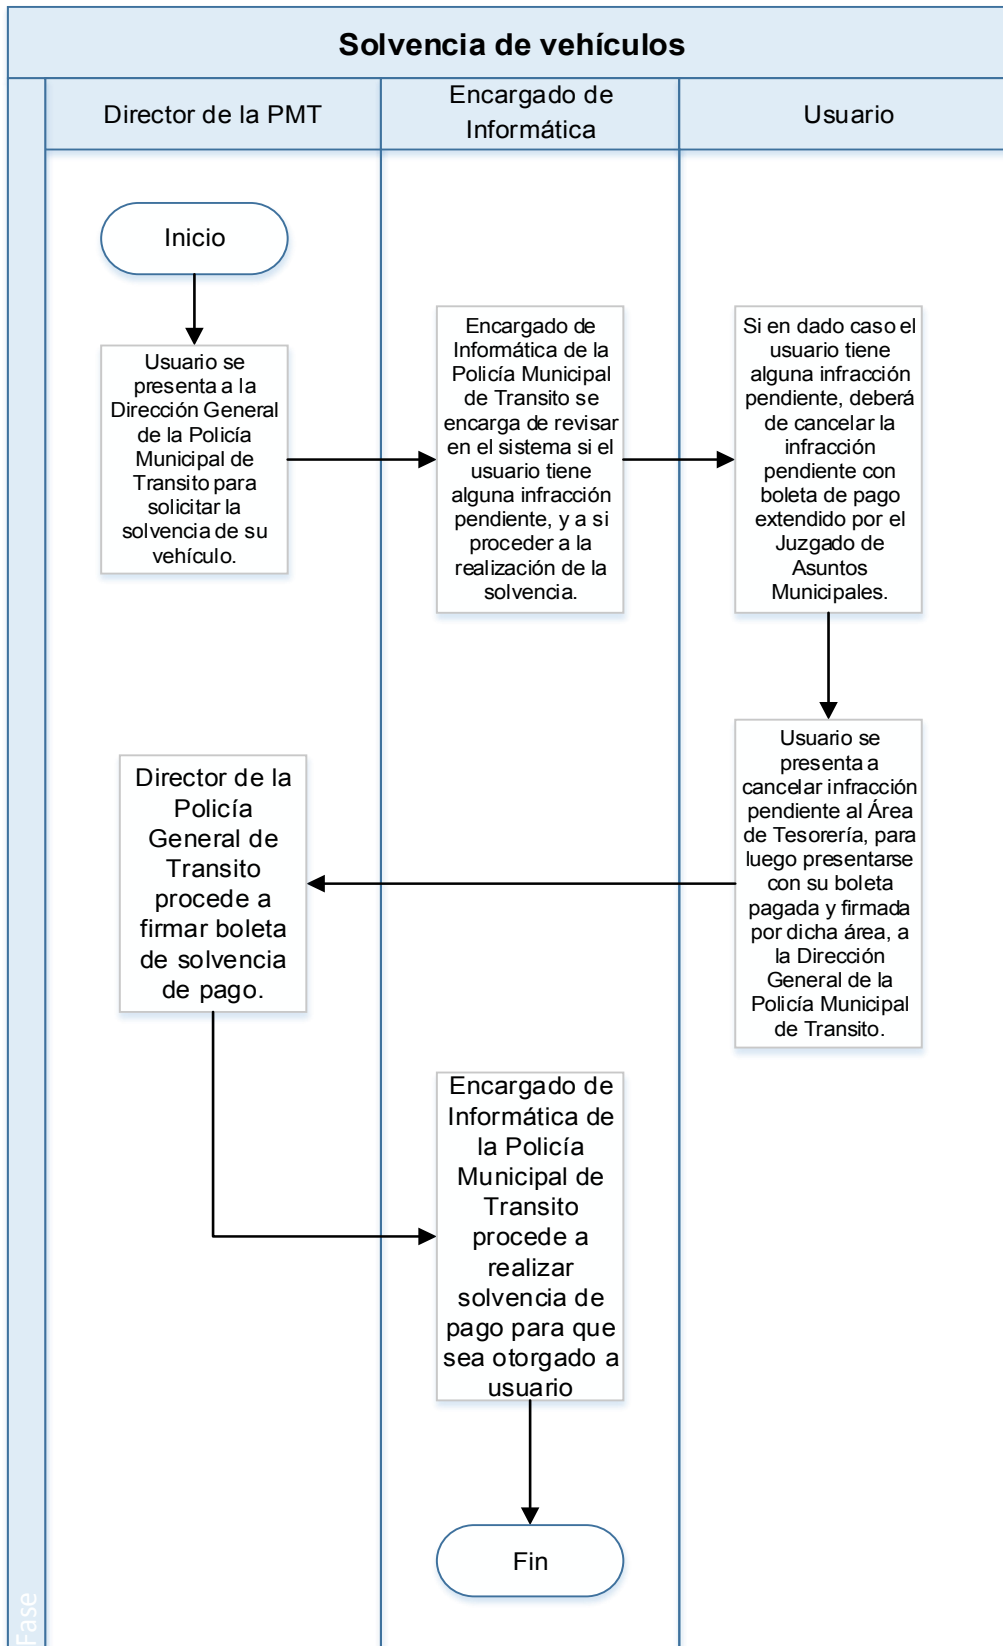 Solvencia de vehículos
Director de la PMT
Encargado de
Informática
Usuario
Inicio
Usuario se
presenta a la
Dirección General
de la Policía
Municipal de
Transito para
solicitar la
solvencia de su
vehículo.
Encargado de
Informática de la
Policía Municipal
de Transito se
encarga de revisar
en el sistema si el
usuario tiene
alguna infracción
pendiente, y a si
proceder a la
realización de la
solvencia.
Si en dado caso el
usuario tiene
alguna infracción
pendiente, deberá
de cancelar la
infracción
pendiente con
boleta de pago
extendido por el
Juzgado de
Asuntos
Municipales.
Usuario se
presenta a
cancelar infracción
pendiente al Área
de Tesorería, para
luego presentarse
con su boleta
pagada y firmada
por dicha área, a
la Dirección
General de la
Policía Municipal
de Transito.
Director de la
Policía
General de
Transito
procede a
firmar boleta
de solvencia
de pago.
Encargado de
Informática de
la Policía
Municipal de
Transito
procede a
realizar
solvencia de
pago para que
sea otorgado a
usuario
Fin
Fase